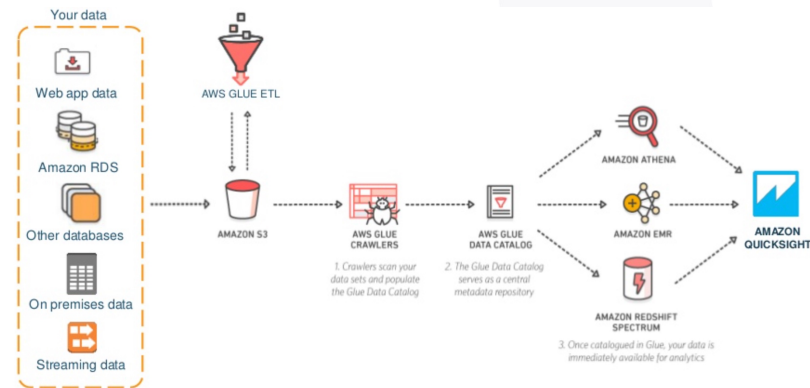 Your data
Web app data
Amazon RDS
Other databases
On premises data
Streaming data
AWS GLUE ETL
AMAZON S3
AWS GLUE
CRAWLERS
1. Crawlers scan your
data sets and populate
the Glue Data Catalog
AWS GLUE
DATA CATALOG
2. The Glue Data Catalog
serves as a central
metadata repository
AMAZON ATHENA
AMAZON EMR
AMAZON REDSHIFT
SPECTRUM
3. Once catalogued in Glue, your data is
immediately available for analytics
AMAZON
QUICKSIGHT